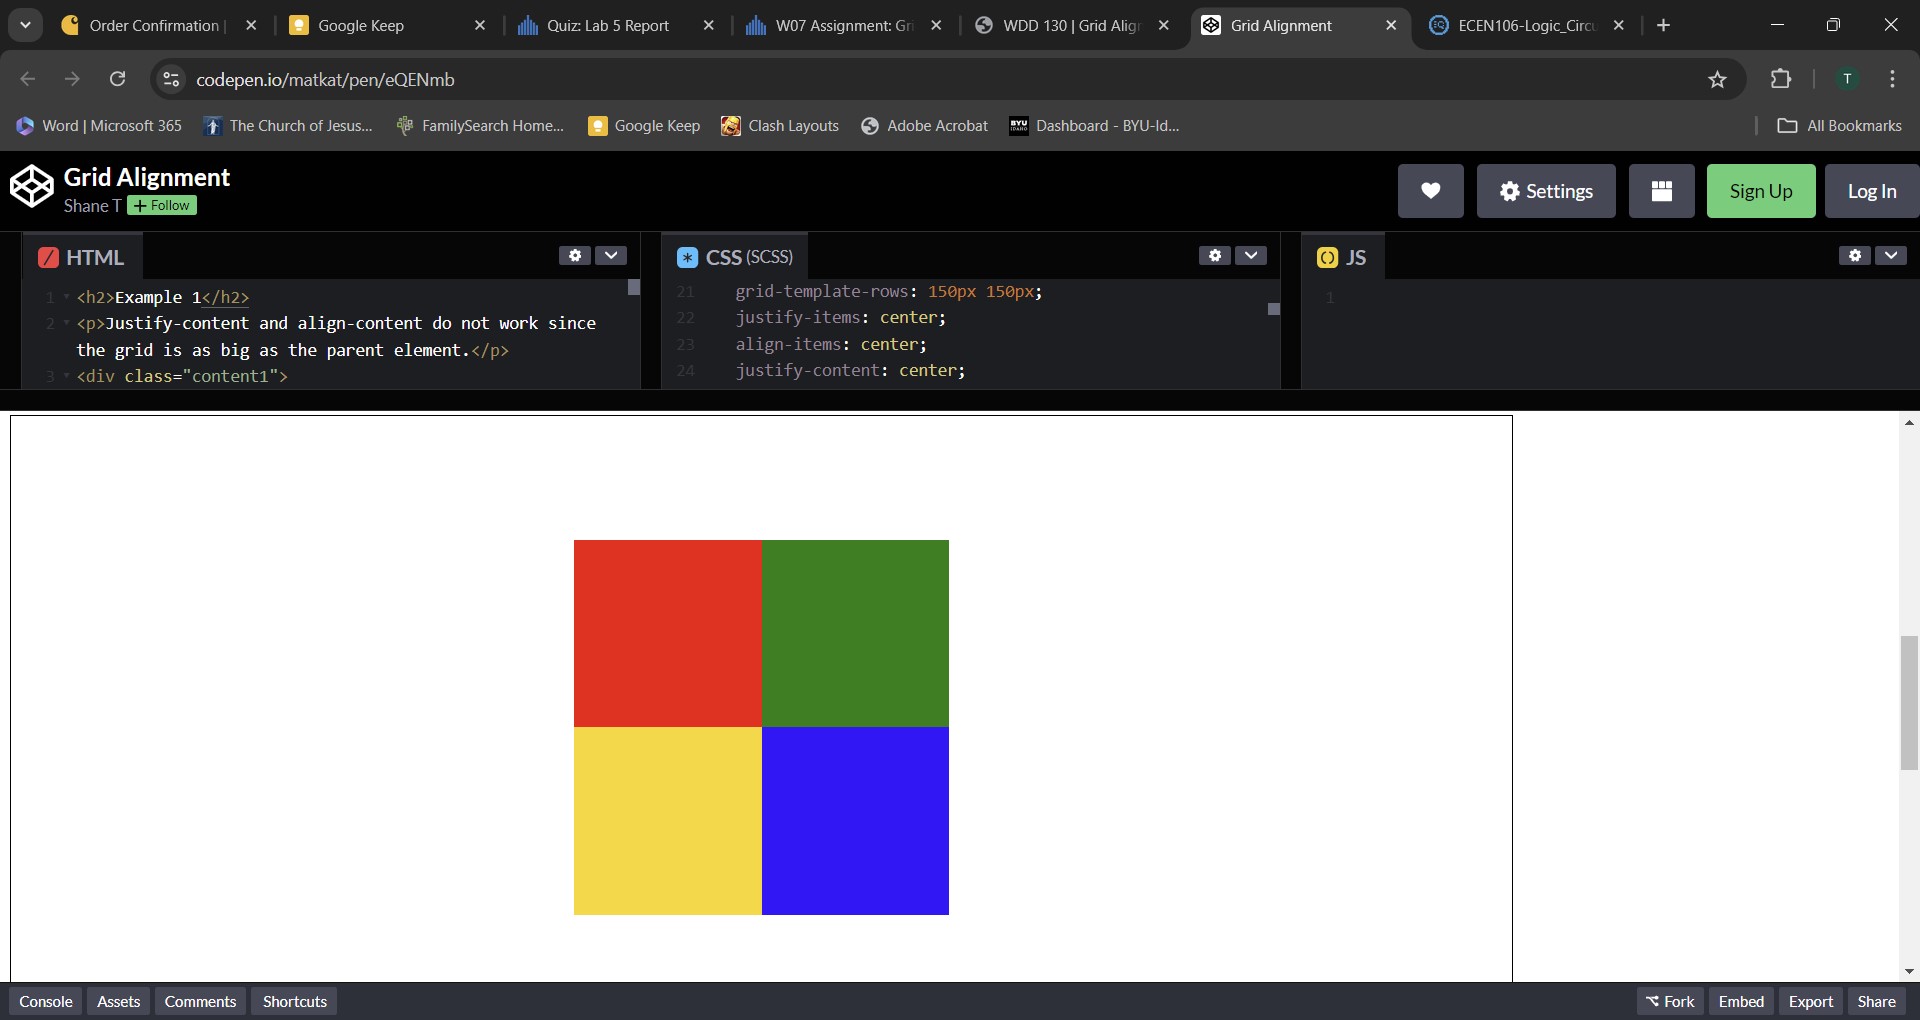 Order Confirmation |
Google Keep
Quiz: Lab 5 Report
W07 Assignment: Gri
WDD 130 | Grid Align
Grid Alignment
ECEN106-Logic_Circu
codepen.io/matkat/pen/eQENmb
T
Word | Microsoft 365
The Church of Jesus...
FamilySearch Home...
Google Keep
Clash Layouts
Adobe Acrobat
BYU IDAHO
Dashboard - BYU-Id...
All Bookmarks
Grid Alignment
Shane T
+ Follow
Settings
Sign Up
Log In
HTML
1 <h2>Example 1</h2>
2 <p>Justify-content and align-content do not work since
the grid is as big as the parent element.</p>
3 <div class="content1">
CSS (SCSS)
21 grid-template-rows: 150px 150px;
22 justify-items: center;
23 align-items: center;
24 justify-content: center;
JS
1
Console
Assets
Comments
Shortcuts
Fork
Embed
Export
Share